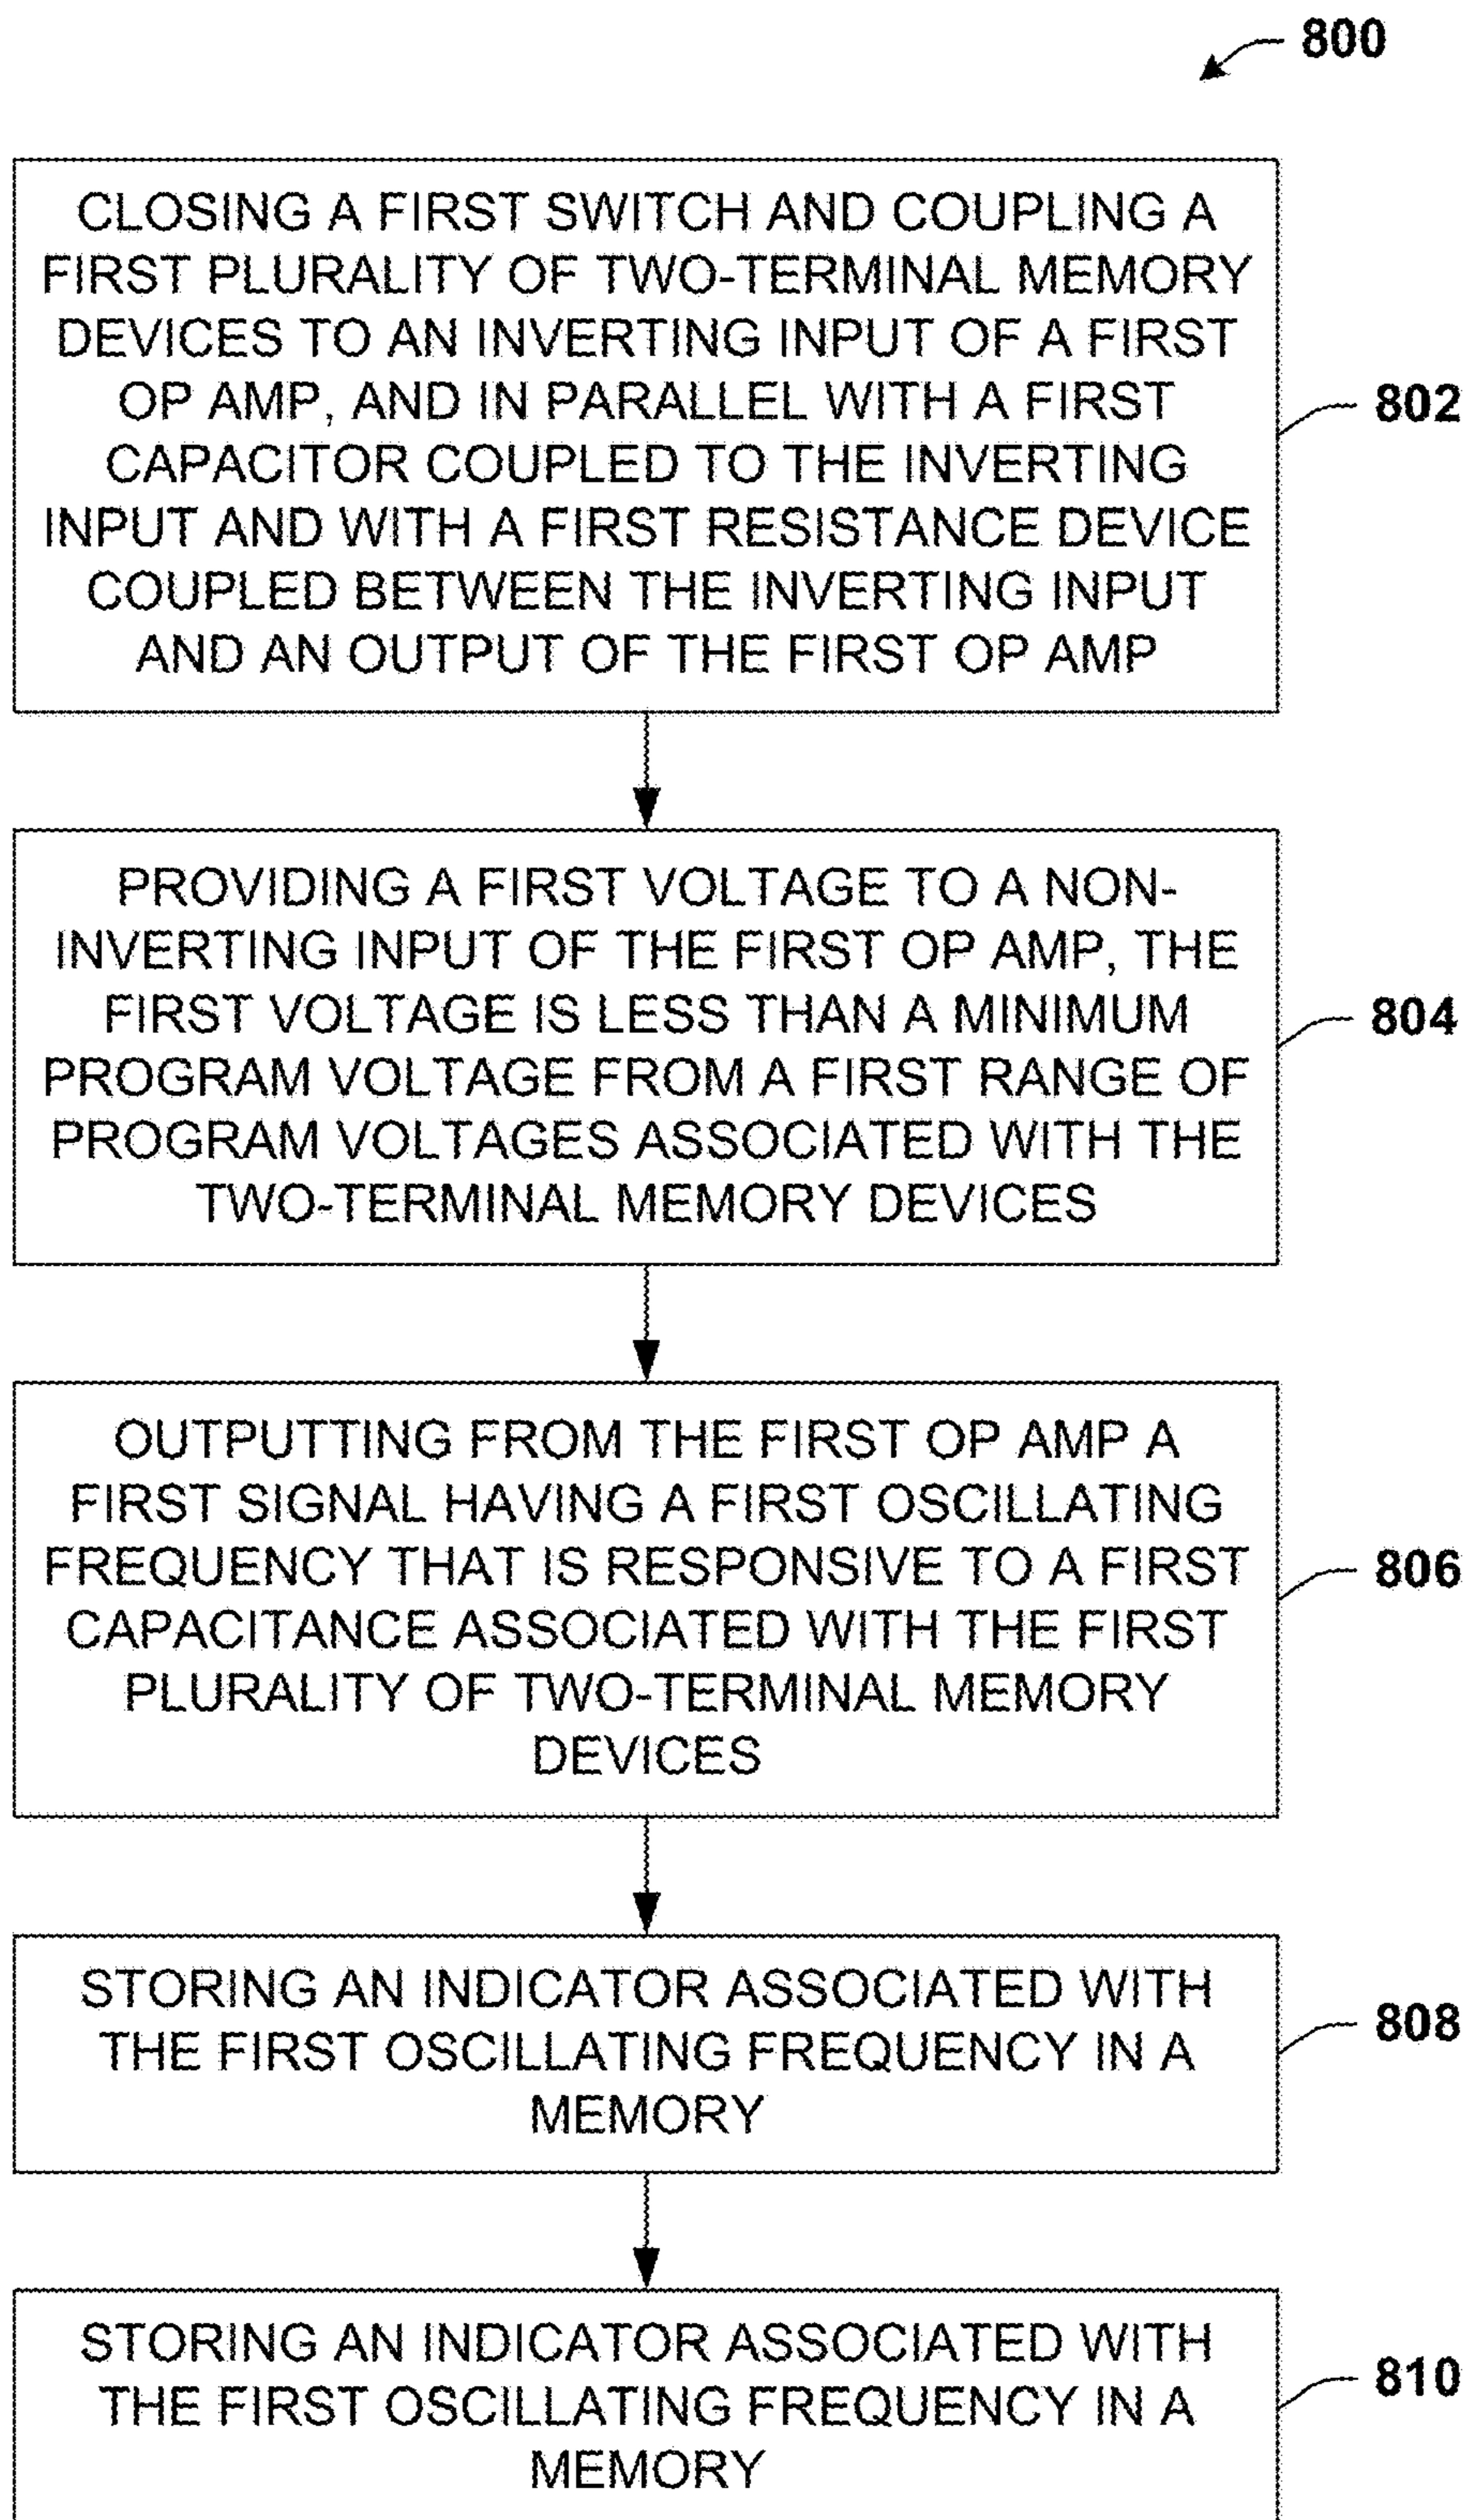 800
CLOSING A FIRST SWITCH AND COUPLING A
FIRST PLURALITY OF TWO-TERMINAL MEMORY
DEVICES TO AN INVERTING INPUT OF A FIRST
OP AMP, AND IN PARALLEL WITH A FIRST
CAPACITOR COUPLED TO THE INVERTING
INPUT AND WITH A FIRST RESISTANCE DEVICE
COUPLED BETWEEN THE INVERTING INPUT
AND AN OUTPUT OF THE FIRST OP AMP
802
PROVIDING A FIRST VOLTAGE TO A NON-
INVERTING INPUT OF THE FIRST OP AMP, THE
FIRST VOLTAGE IS LESS THAN A MINIMUM
PROGRAM VOLTAGE FROM A FIRST RANGE OF
PROGRAM VOLTAGES ASSOCIATED WITH THE
TWO-TERMINAL MEMORY DEVICES
804
OUTPUTTING FROM THE FIRST OP AMP A
FIRST SIGNAL HAVING A FIRST OSCILLATING
FREQUENCY THAT IS RESPONSIVE TO A FIRST
CAPACITANCE ASSOCIATED WITH THE FIRST
PLURALITY OF TWO-TERMINAL MEMORY
DEVICES
806
STORING AN INDICATOR ASSOCIATED WITH
THE FIRST OSCILLATING FREQUENCY IN A
MEMORY
808
STORING AN INDICATOR ASSOCIATED WITH
THE FIRST OSCILLATING FREQUENCY IN A
MEMORY
810